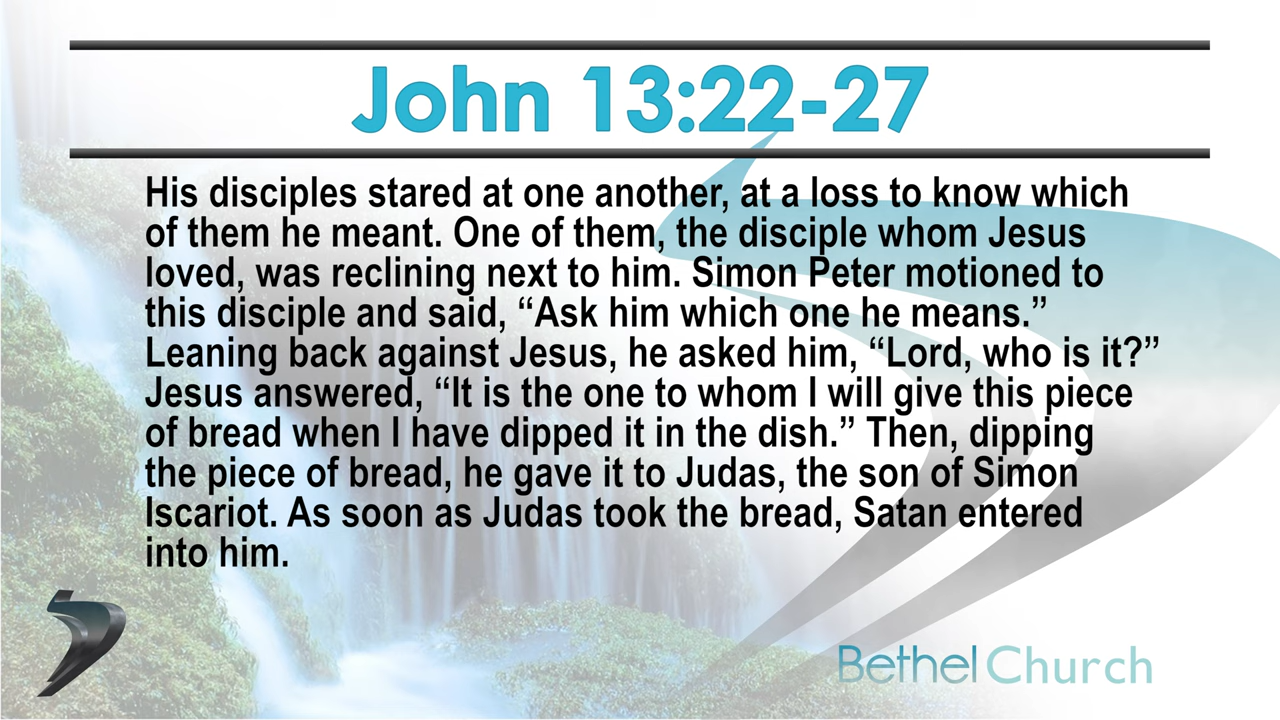 John 13:22-27
His disciples stared at one another, at a loss to know which
of them he meant. One of them, the disciple whom Jesus
loved, was reclining next to him. Simon Peter motioned to
this disciple and said, “Ask him which one he means.”
Leaning back against Jesus, he asked him, “Lord, who is it?”
Jesus answered, “It is the one to whom I will give this piece
of bread when I have dipped it in the dish.” Then, dipping
the piece of bread, he gave it to Judas, the son of Simon
Iscariot. As soon as Judas took the bread, Satan entered
into him.
Bethel Church